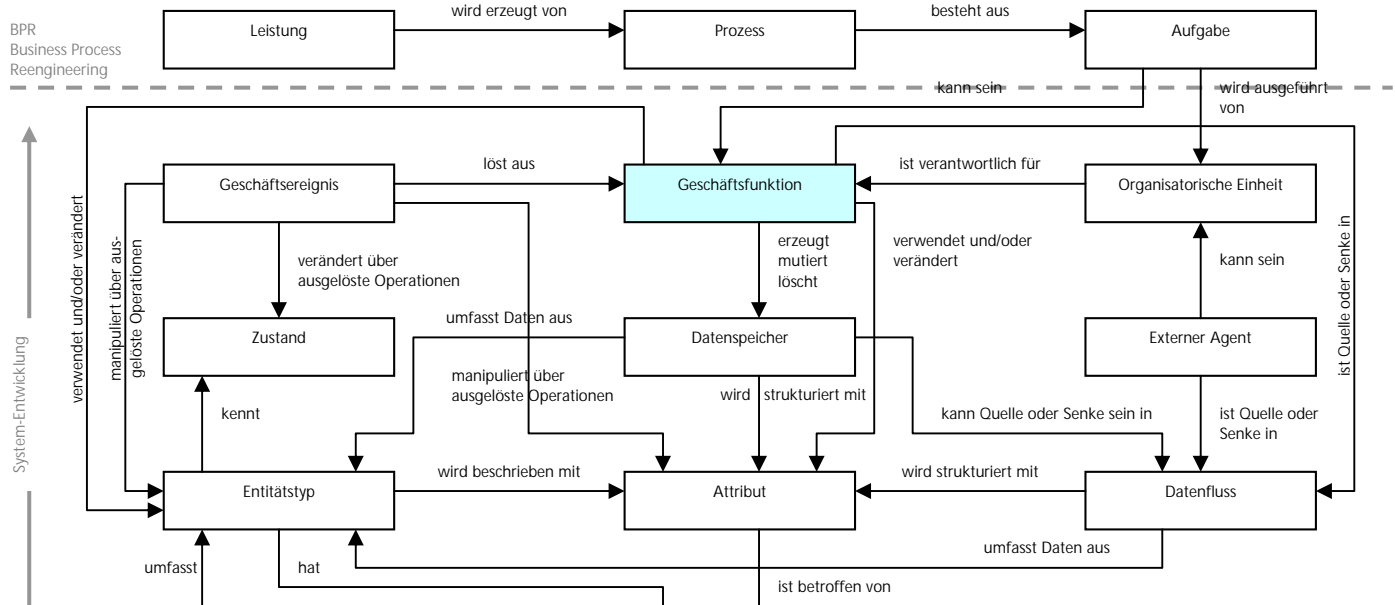 wird erzeugt von
besteht aus
BPR
Business Process
Reengineering
Leistung
Prozess
Aufgabe
kann sein
wird ausgeführt
von
löst aus
ist verantwortlich für
Geschäftsereignis
Geschäftsfunktion
Organisatorische Einheit
verwendet und/oder verändert
manipuliert über aus-
gelöste Operationen
verändert über
ausgelöste Operationen
erzeugt
mutiert
löscht
verwendet und/oder
verändert
kann sein
ist Quelle oder Senke in
umfasst Daten aus
Zustand
Datenspeicher
Externer Agent
System-Entwicklung
kennt
manipuliert über
ausgelöste Operationen
wird strukturiert mit
kann Quelle oder Senke sein in
ist Quelle oder
Senke in
wird beschrieben mit
wird strukturiert mit
Entitätstyp
Attribut
Datenfluss
umfasst Daten aus
umfasst
hat
ist betroffen von